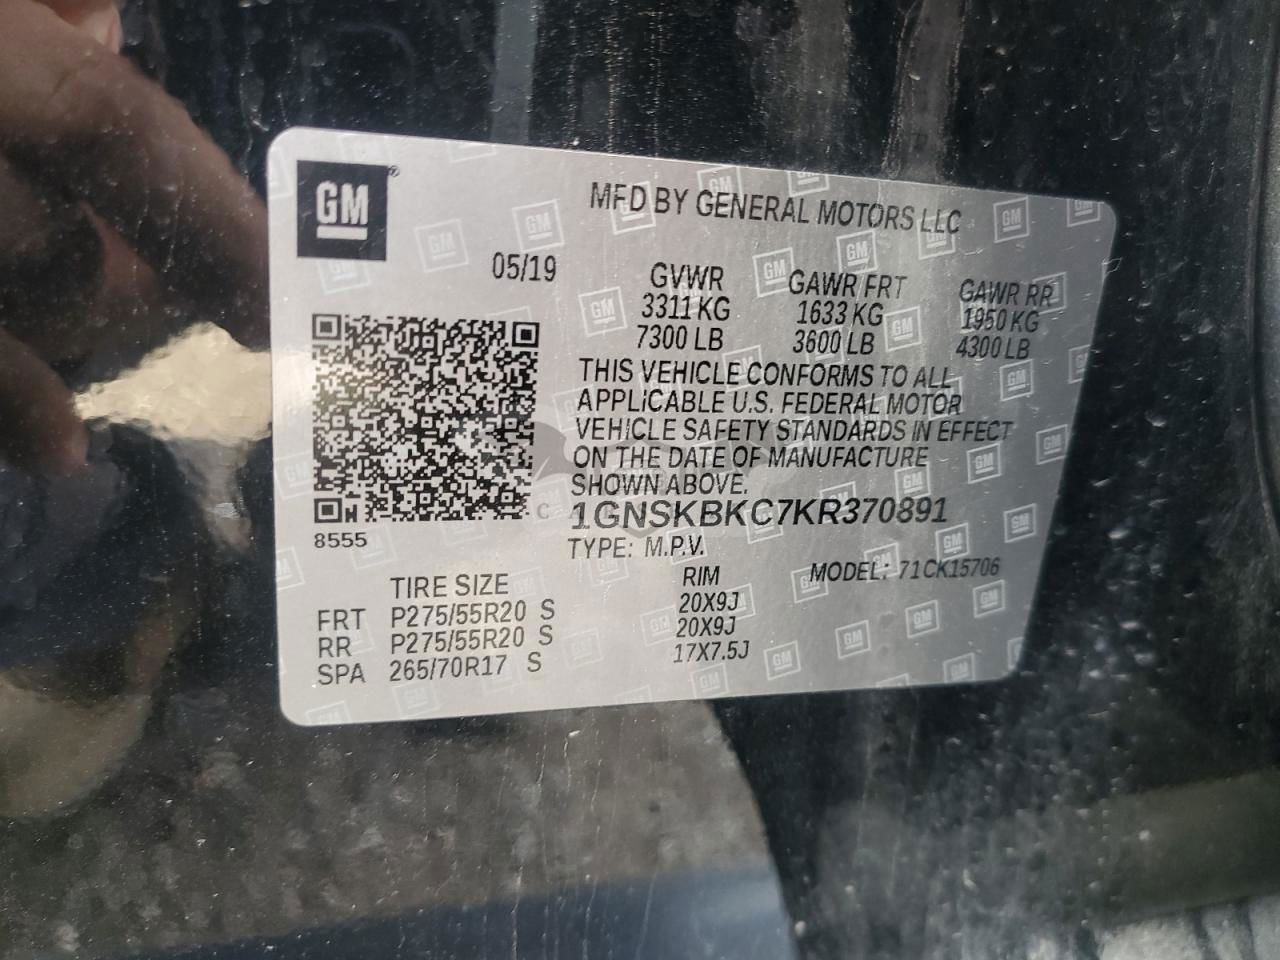 GM®
MFD BY GENERAL MOTORS LLC
05/19
GVWR GAWR FRT GAWR RR
3311 KG 1633 KG 1950 KG
7300 LB 3600 LB 4300 LB
THIS VEHICLE CONFORMS TO ALL
APPLICABLE U.S. FEDERAL MOTOR
VEHICLE SAFETY STANDARDS IN EFFECT
ON THE DATE OF MANUFACTURE
SHOWN ABOVE.
1GNSKBKC7KR370891
8555
TYPE: M.P.V. MODEL: 71CK15706
TIRE SIZE RIM
FRT P275/55R20 S 20X9J
RR P275/55R20 S 20X9J
SPA 265/70R17 S 17X7.5J